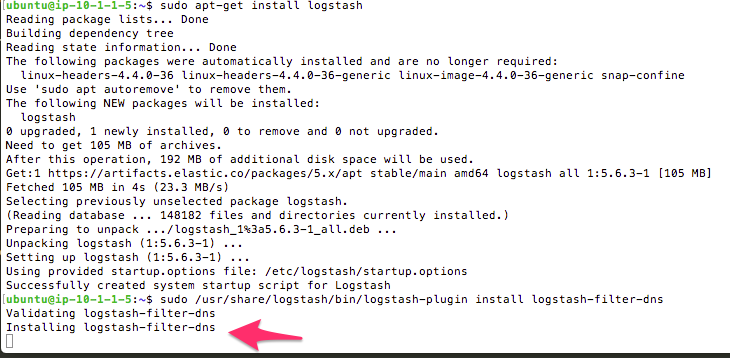 [ubuntu@ip-10-1-1-5:~$ sudo apt-get install logstash
Reading package lists... Done
Building dependency tree
Reading state information... Done
The following packages were automatically installed and are no longer required:
  linux-headers-4.4.0-36 linux-headers-4.4.0-36-generic linux-image-4.4.0-36-generic snap-confine
Use 'sudo apt autoremove' to remove them.
The following NEW packages will be installed:
  logstash
0 upgraded, 1 newly installed, 0 to remove and 0 not upgraded.
Need to get 105 MB of archives.
After this operation, 192 MB of additional disk space will be used.
Get:1 https://artifacts.elastic.co/packages/5.x/apt stable/main amd64 logstash all 1:5.6.3-1 [105 MB]
Fetched 105 MB in 4s (23.3 MB/s)
Selecting previously unselected package logstash.
(Reading database ... 148182 files and directories currently installed.)
Preparing to unpack .../logstash_1%3a5.6.3-1_all.deb ...
Unpacking logstash (1:5.6.3-1) ...
Setting up logstash (1:5.6.3-1) ...
Using provided startup.options file: /etc/logstash/startup.options
Successfully created system startup script for Logstash
[ubuntu@ip-10-1-1-5:~$ sudo /usr/share/logstash/bin/logstash-plugin install logstash-filter-dns
Validating logstash-filter-dns
Installing logstash-filter-dns